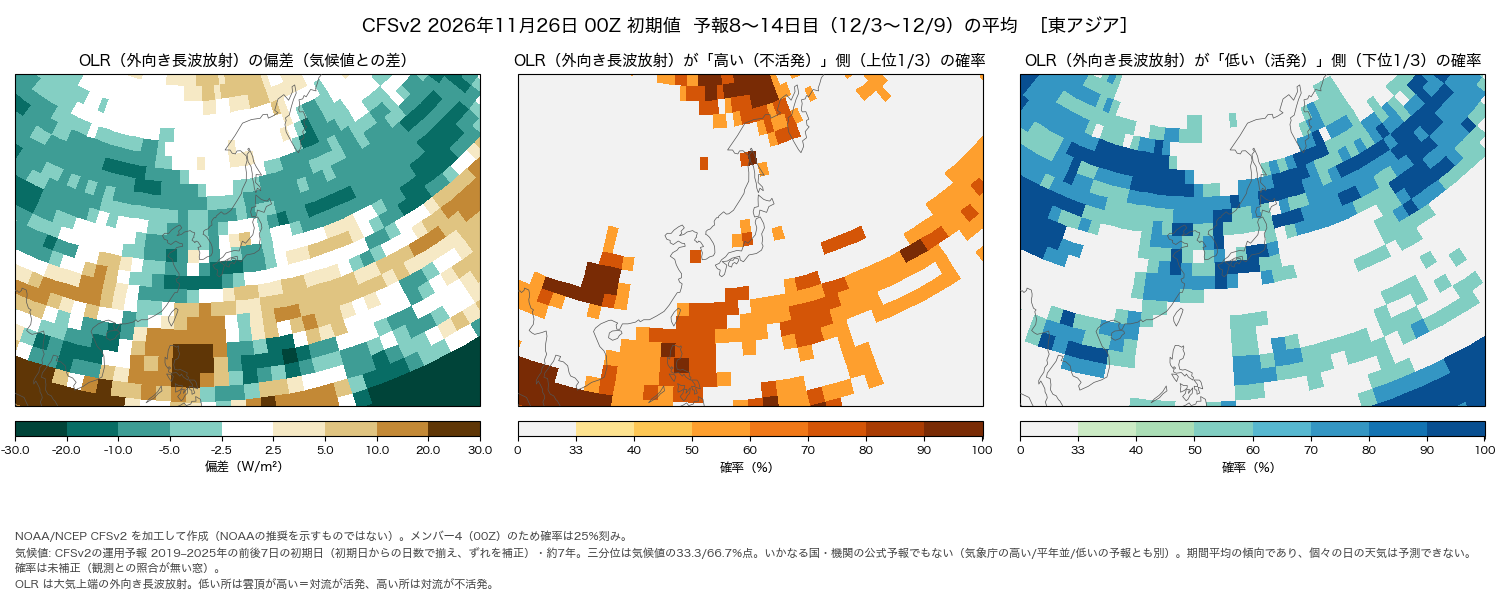 CFSv2 2026年11月26日 00Z 初期値 予報8〜14日目（12/3〜12/9）の平均 ［東アジア］
OLR（外向き長波放射）の偏差（気候値との差）
OLR（外向き長波放射）が「高い（不活発）」側（上位1/3）の確率
OLR（外向き長波放射）が「低い（活発）」側（下位1/3）の確率
-30.0 -20.0 -10.0 -5.0 -2.5 2.5 5.0 10.0 20.0 30.0
偏差（W/m²）
0 33 40 50 60 70 80 90 100
確率（%）
0 33 40 50 60 70 80 90 100
確率（%）
NOAA/NCEP CFSv2 を加工して作成（NOAAの推奨を示すものではない）。メンバー4（00Z）のため確率は25%刻み。
気候値: CFSv2の運用予報 2019–2025年の前後7日の初期日（初期日からの日数で揃え、ずれを補正）・約7年。三分位は気候値の33.3/66.7%点。いかなる国・機関の公式予報でもない（気象庁の高い/平年並/低いの予報とも別）。期間平均の傾向であり、個々の日の天気は予測できない。
確率は未補正（観測との照合が無い窓）。
OLR は大気上端の外向き長波放射。低い所は雲頂が高い＝対流が活発、高い所は対流が不活発。